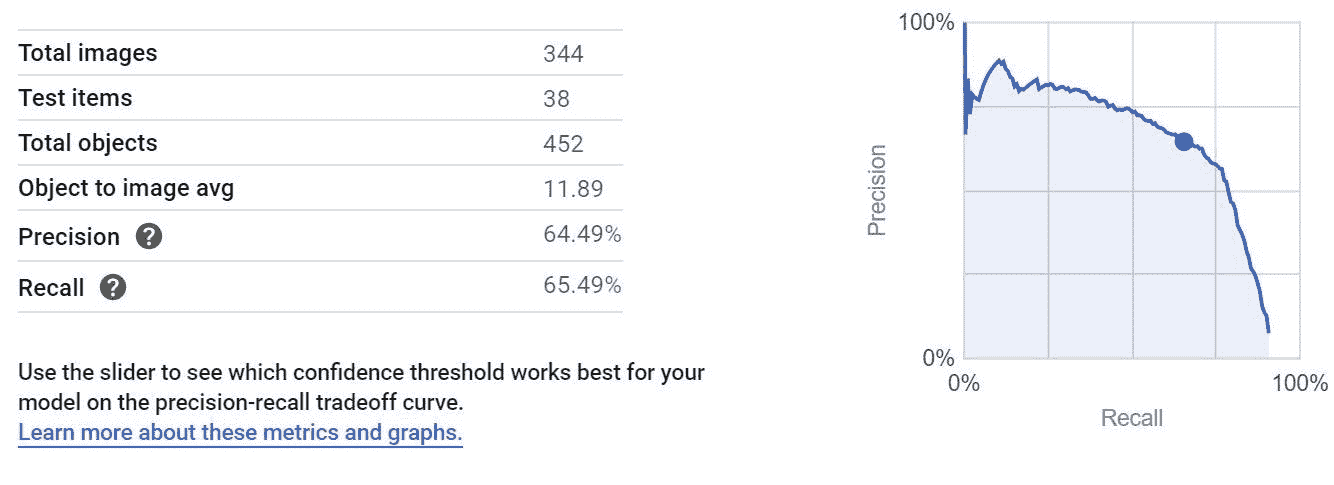 Total images 344
Test items 38
Total objects 452
Object to image avg 11.89
Precision ? 64.49%
Recall ? 65.49%
Use the slider to see which confidence threshold works best for your
model on the precision-recall tradeoff curve.
Learn more about these metrics and graphs.
100%
Precision
0%
0% 100%
Recall